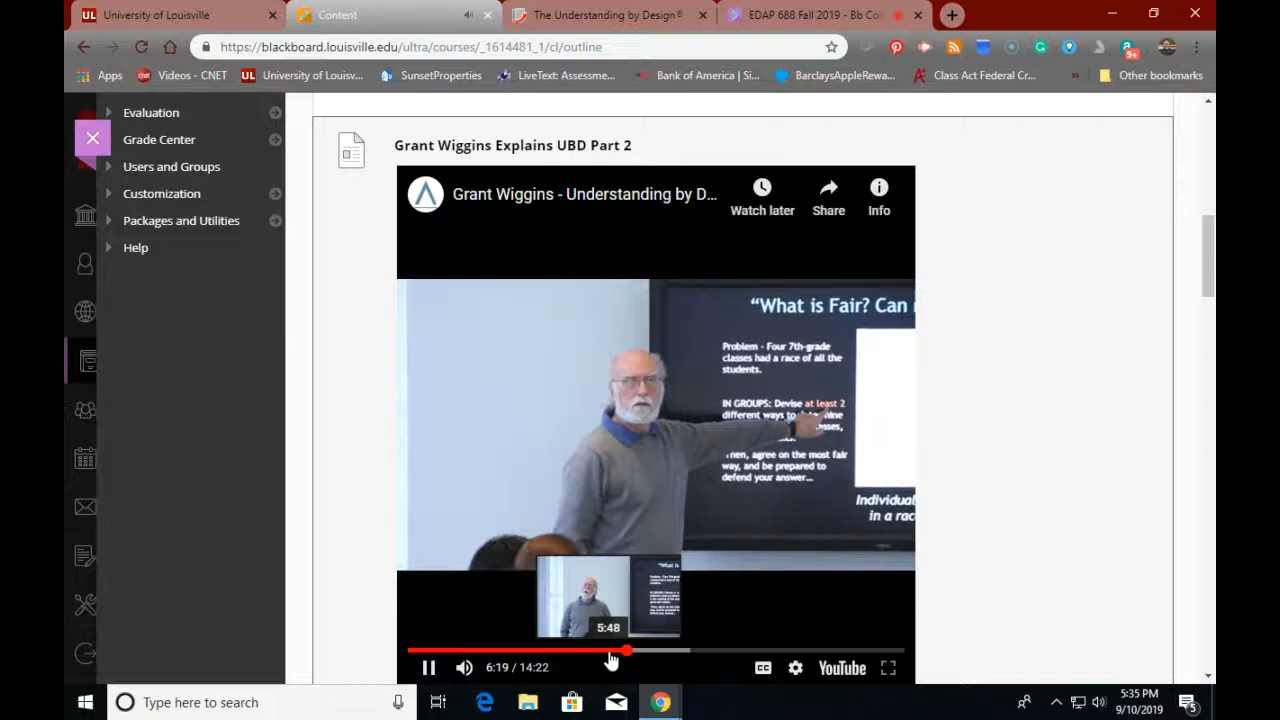 University of Louisville
Content
The Understanding by Design®
EDAP 688 Fall 2019 - Bb Co
https://blackboard.louisville.edu/ultra/courses/_1614481_1/cl/outline
9+
Apps
Videos - CNET
University of Louisv...
SunsetProperties
LiveText: Assessme...
Bank of America | Si...
BarclaysAppleRewa...
Class Act Federal Cr...
»
Other bookmarks
Evaluation
Grade Center
Users and Groups
Customization
Packages and Utilities
Help
Grant Wiggins Explains UBD Part 2
Grant Wiggins - Understanding by D...
Watch later
Share
Info
“What is Fair? Can
Problem - Four 7th-grade
classes had a race of all the
students.
IN GROUPS: Devise at least 2
different ways to
Then, agree on the most fair
way, and be prepared to
defend your answer...
Individual
in a rac
5:48
6:19 / 14:22
CC
YouTube
Type here to search
5:35 PM
9/10/2019
5